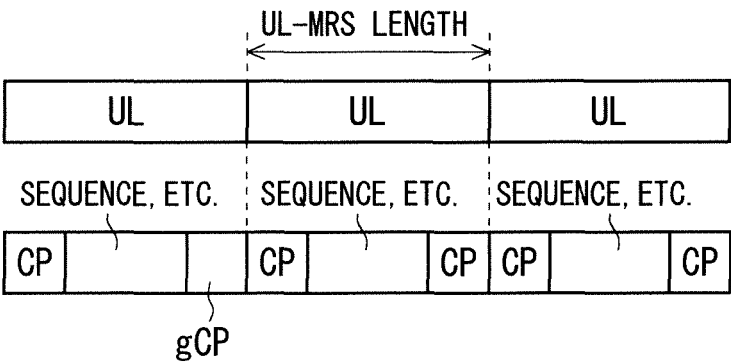 UL-MRS LENGTH
UL UL UL
SEQUENCE, ETC. SEQUENCE, ETC. SEQUENCE, ETC.
CP CP CP CP CP
gCP